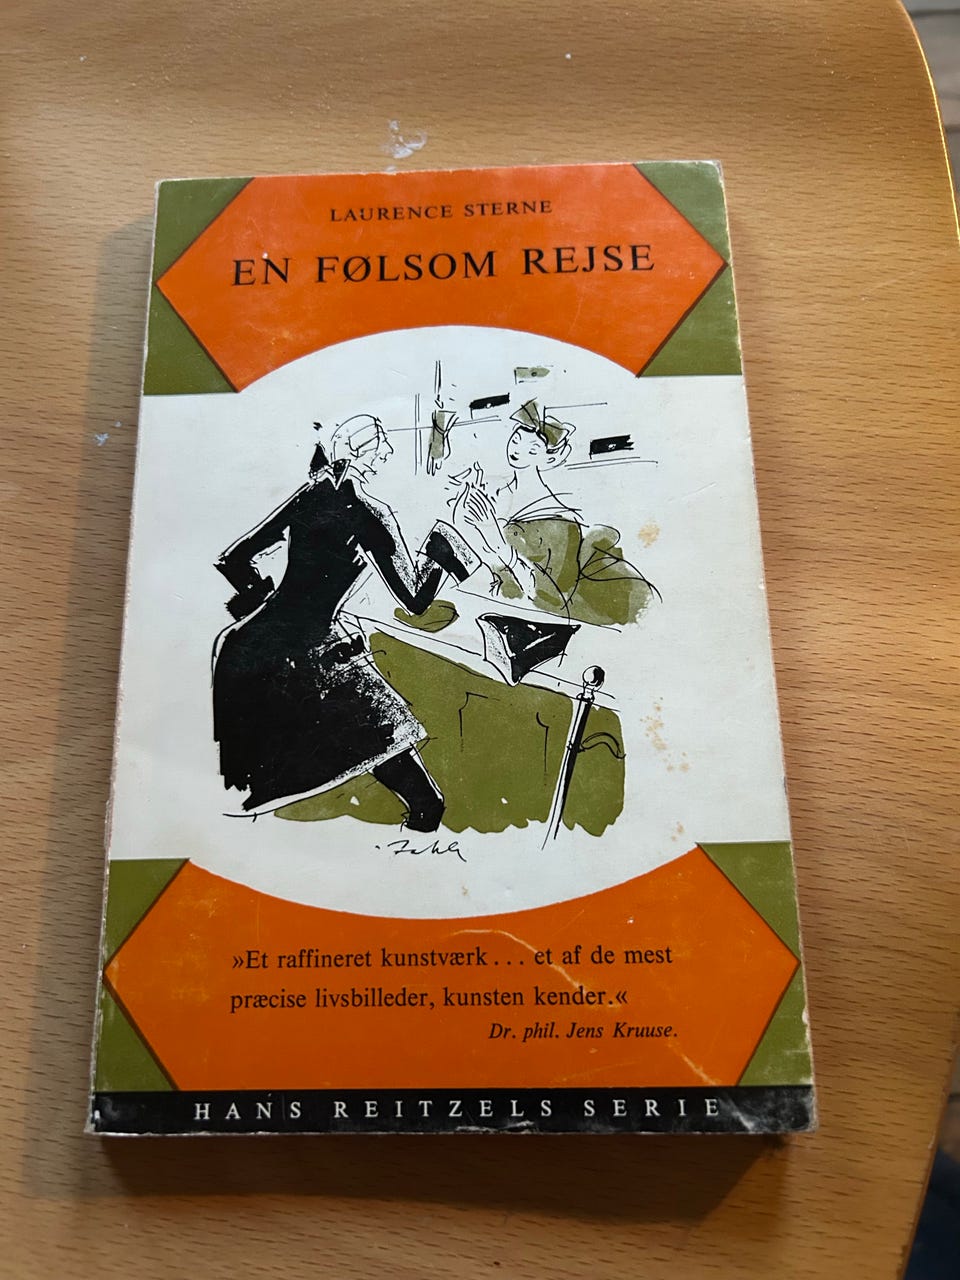 LAURENCE STERNE
EN FØLSOM REJSE
»Et raffineret kunstværk... et af de mest
præcise livsbilleder, kunsten kender.«
Dr. phil. Jens Kruuse.
HANS REITZELS SERIE